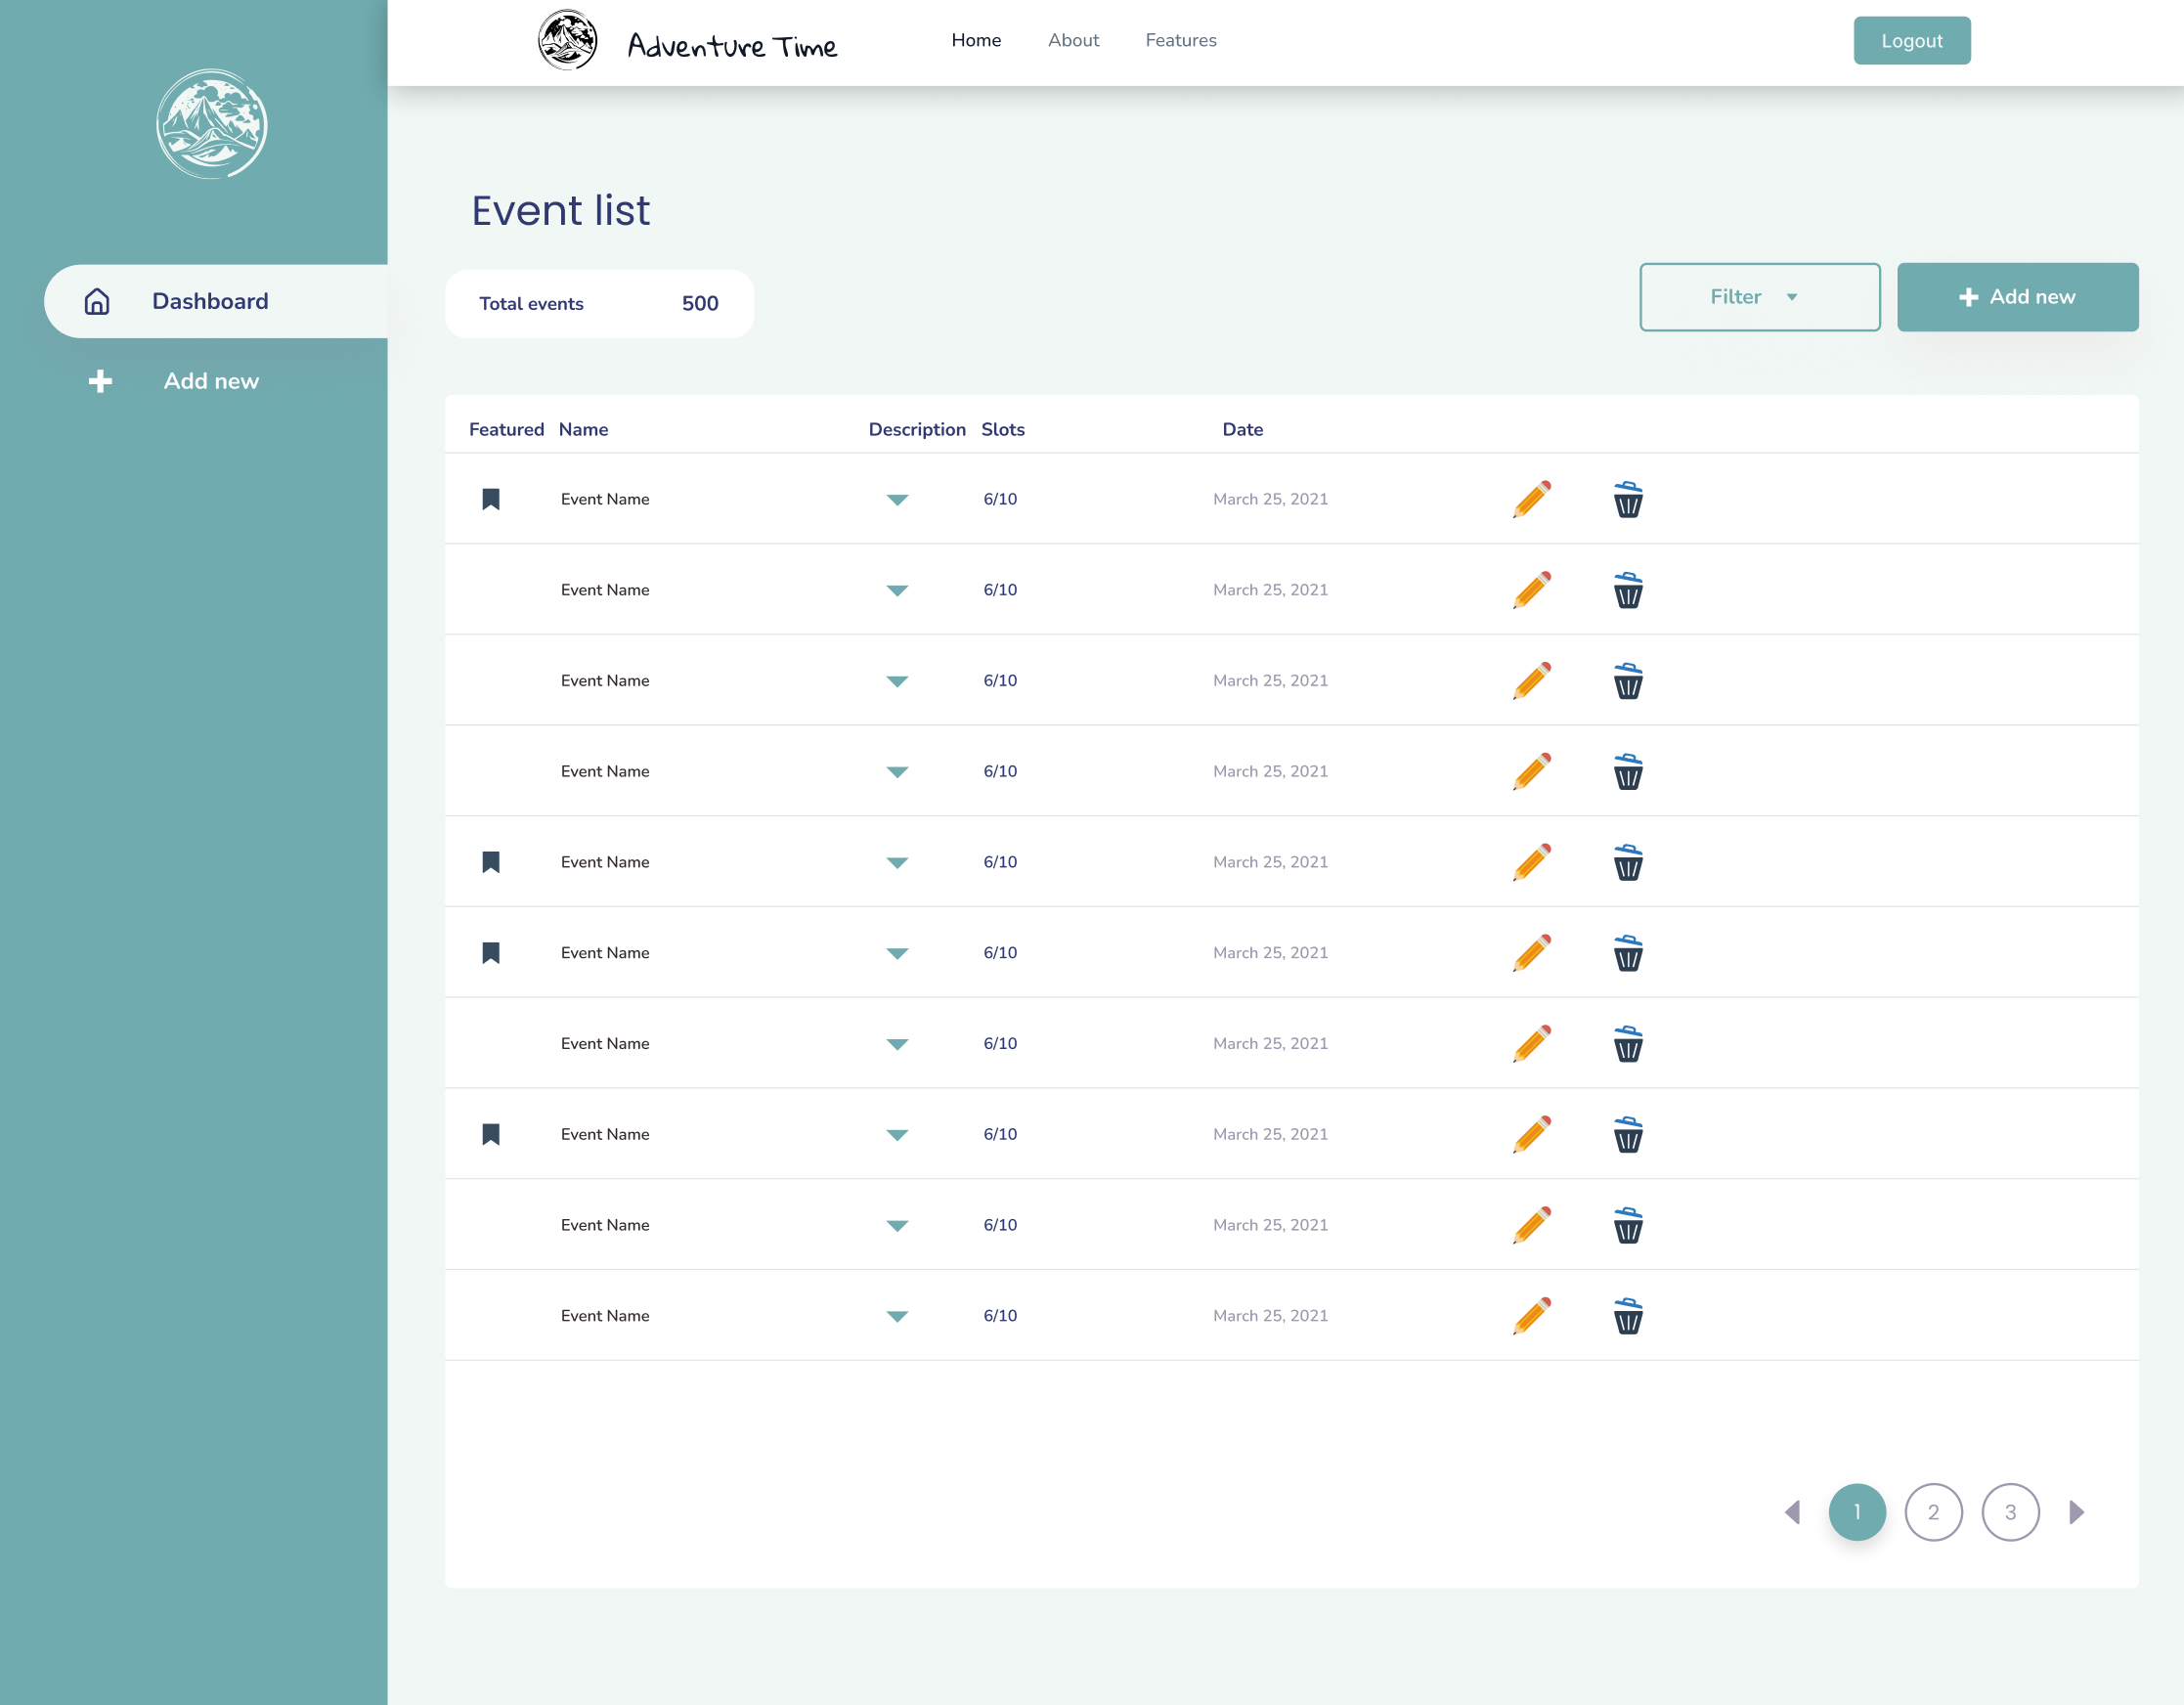 Adventure Time Home About Features Logout
Event list
Dashboard
Total events 500
Filter Add new
Add new
Featured Name Description Slots Date
Event Name 6/10 March 25, 2021
Event Name 6/10 March 25, 2021
Event Name 6/10 March 25, 2021
Event Name 6/10 March 25, 2021
Event Name 6/10 March 25, 2021
Event Name 6/10 March 25, 2021
Event Name 6/10 March 25, 2021
Event Name 6/10 March 25, 2021
Event Name 6/10 March 25, 2021
Event Name 6/10 March 25, 2021
1 2 3